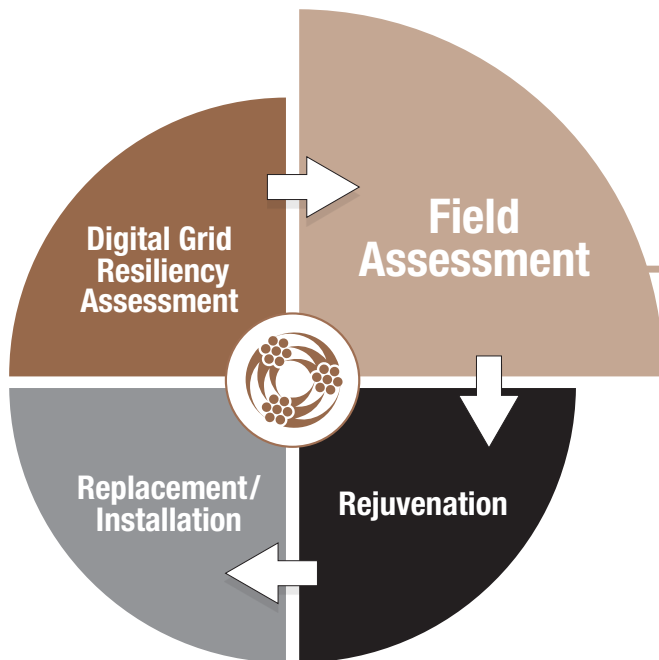 Digital Grid
Resiliency
Assessment
Field
Assessment
Rejuvenation
Replacement/
Installation